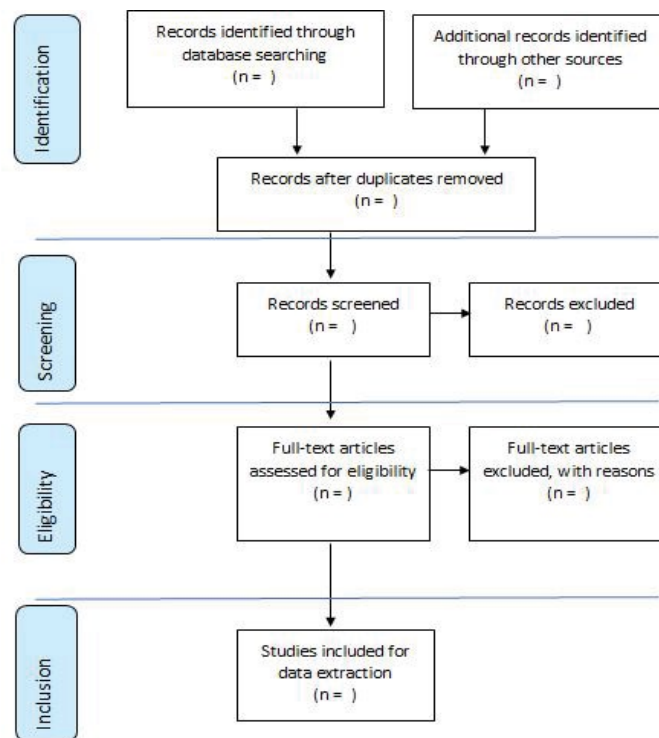 Identification
Records identified through
database searching
(n =  )
Additional records identified
through other sources
(n =  )
Records after duplicates removed
(n =  )
Screening
Records screened
(n =  )
Records excluded
(n =  )
Eligibility
Full-text articles
assessed for eligibility
(n = )
Full-text articles
excluded, with reasons
(n =  )
Inclusion
Studies included for
data extraction
(n =  )